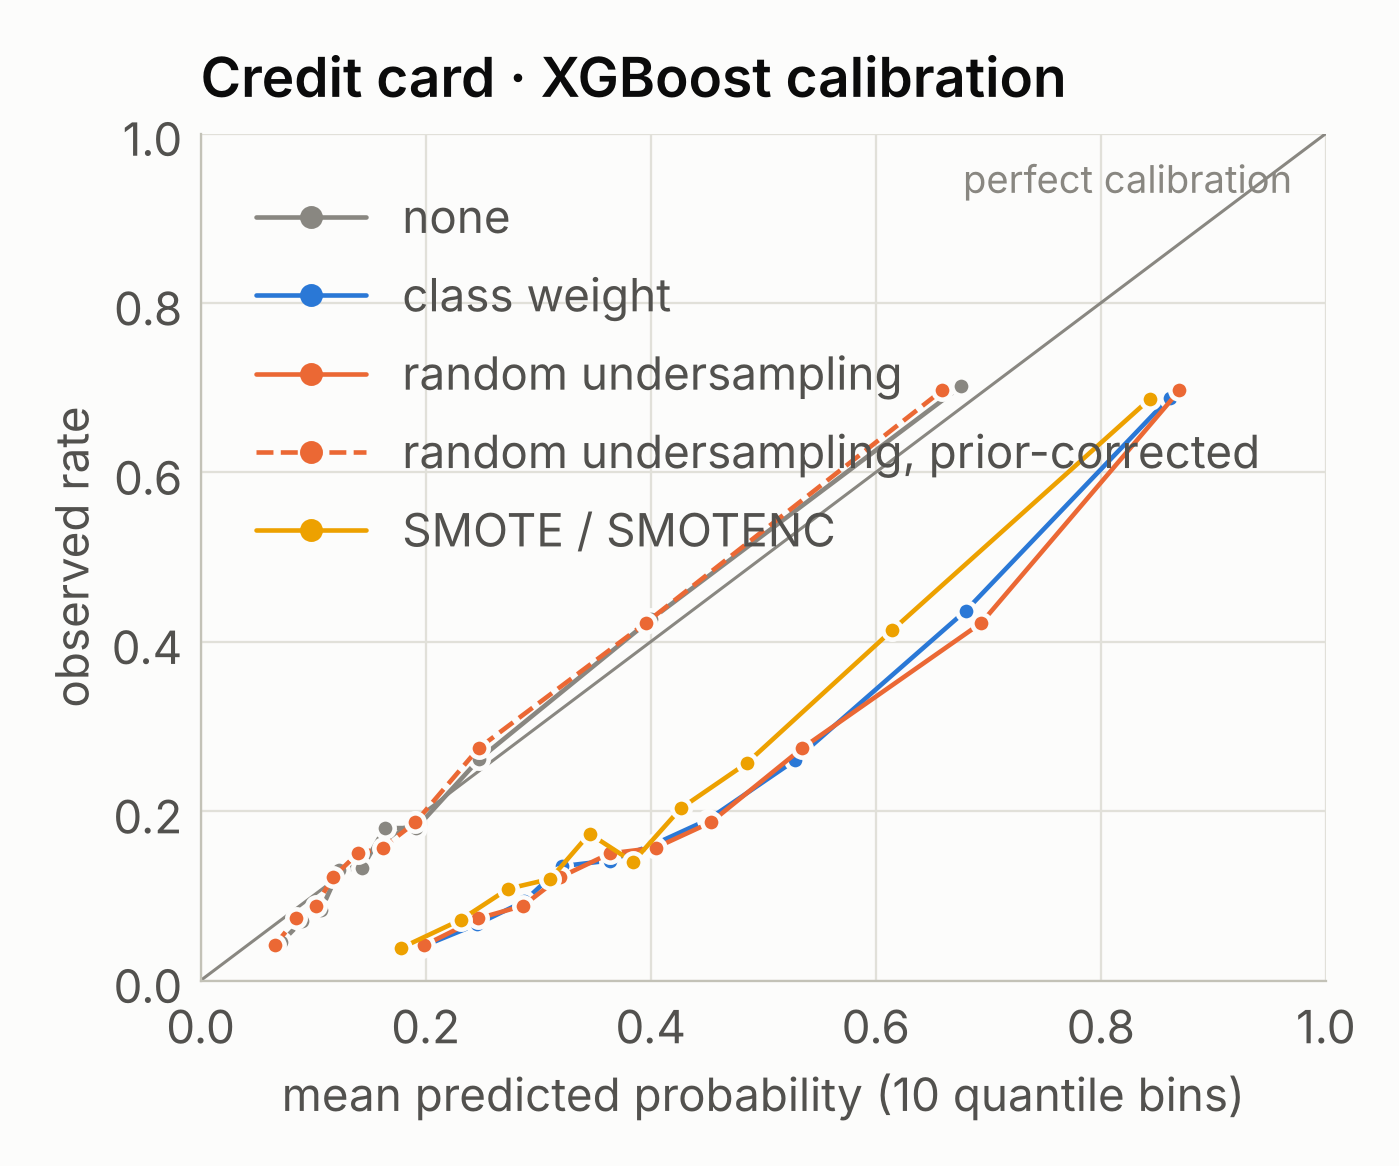 Credit card · XGBoost calibration
1.0
perfect calibration
none
class weight
0.8
random undersampling
random undersampling, prior-corrected
0.6
SMOTE / SMOTENC
observed rate
0.4
0.2
0.0
0.0 0.2 0.4 0.6 0.8 1.0
mean predicted probability (10 quantile bins)